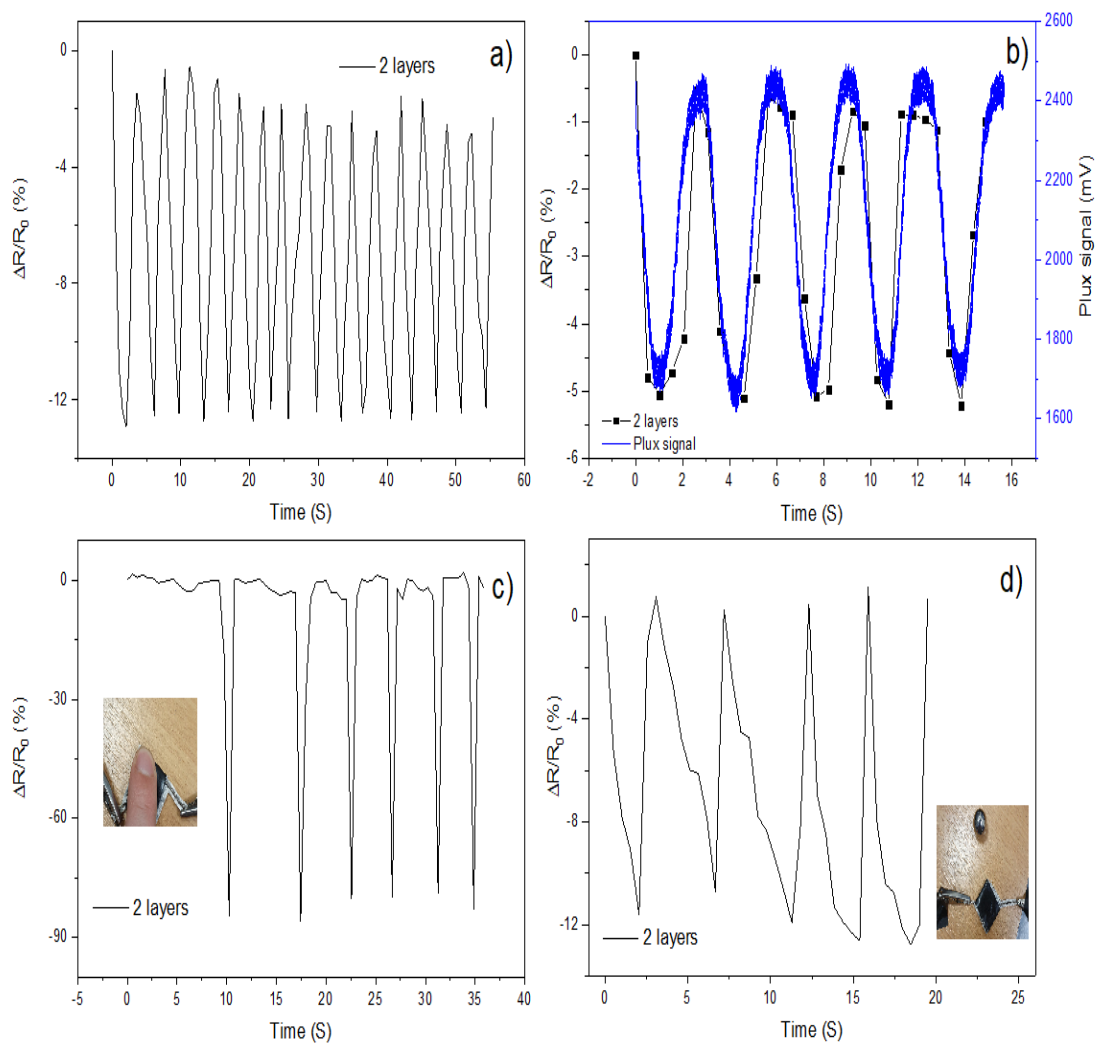 a)
2 layers
0
-4
-8
-12
ΔR/R0 (%)
0 10 20 30 40 50 60
Time (S)
b)
0
-1
-2
-3
-4
-5
-6
ΔR/R0 (%)
2600
2400
2200
2000
1800
1600
Plux signal (mV)
2 layers
Plux signal
-2 0 2 4 6 8 10 12 14 16
Time (S)
c)
0
-30
-60
-90
ΔR/R0 (%)
2 layers
-5 0 5 10 15 20 25 30 35 40
Time (S)
d)
0
-4
-8
-12
ΔR/R0 (%)
2 layers
0 5 10 15 20 25
Time (S)